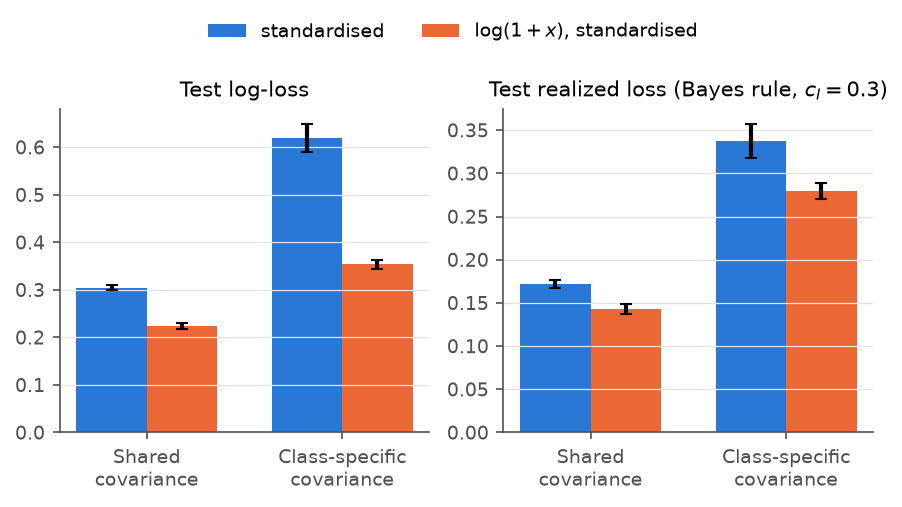 standardised
log(1 + x), standardised
Test log-loss
0.6
0.5
0.4
0.3
0.2
0.1
0.0
Shared
covariance
Class-specific
covariance
Test realized loss (Bayes rule, c_l = 0.3)
0.35
0.30
0.25
0.20
0.15
0.10
0.05
0.00
Shared
covariance
Class-specific
covariance